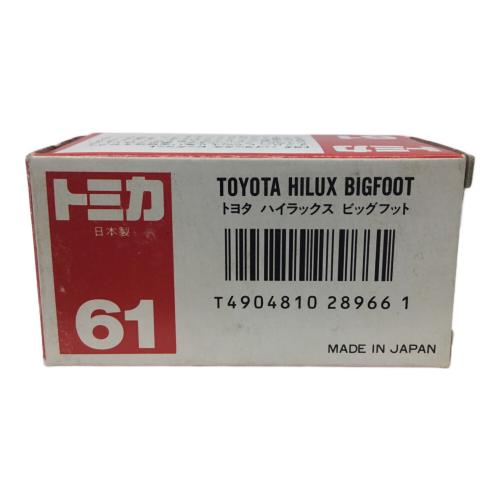 トミカ
日本製
61
TOYOTA HILUX BIGFOOT
トヨタ ハイラックス ビッグフット
T4904810 28966 1
MADE IN JAPAN
61